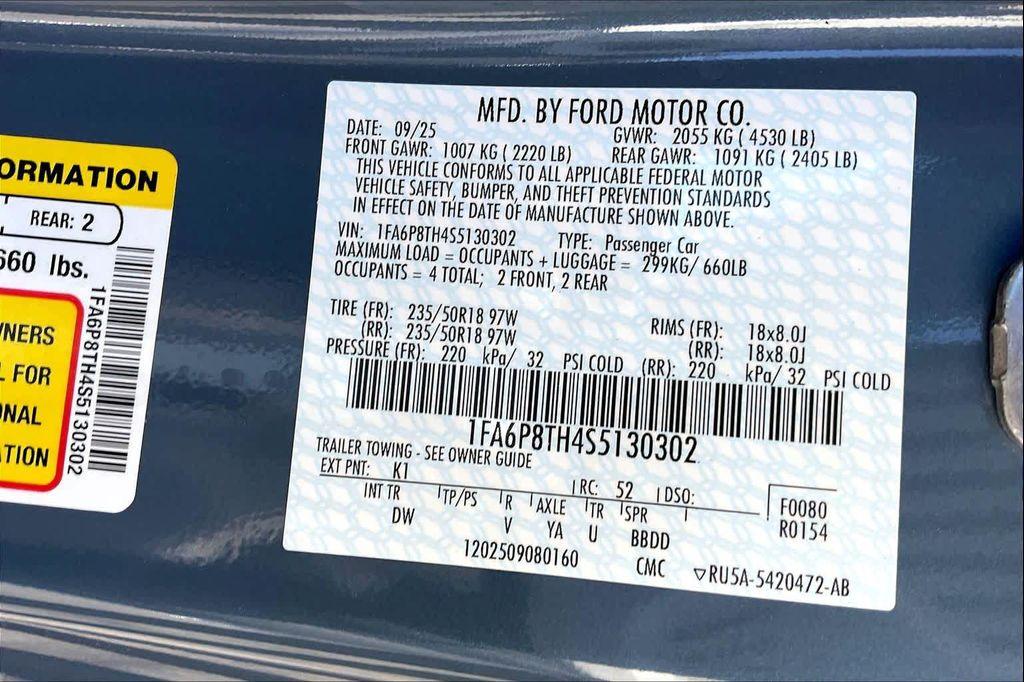 ORMATION
REAR: 2
660 lbs.
NERS
L FOR
NAL
TION
1FA6P8TH4S5130302
MFD. BY FORD MOTOR CO.
DATE: 09/25 GVWR: 2055 KG ( 4530 LB)
FRONT GAWR: 1007 KG ( 2220 LB) REAR GAWR: 1091 KG ( 2405 LB)
THIS VEHICLE CONFORMS TO ALL APPLICABLE FEDERAL MOTOR
VEHICLE SAFETY, BUMPER, AND THEFT PREVENTION STANDARDS
IN EFFECT ON THE DATE OF MANUFACTURE SHOWN ABOVE.
VIN: 1FA6P8TH4S5130302 TYPE: Passenger Car
MAXIMUM LOAD = OCCUPANTS + LUGGAGE = 299KG/ 660LB
OCCUPANTS = 4 TOTAL; 2 FRONT, 2 REAR
TIRE (FR): 235/50R18 97W RIMS (FR): 18x8.0J
(RR): 235/50R18 97W (RR): 18x8.0J
PRESSURE (FR): 220 kPa/ 32 PSI COLD (RR): 220 kPa/ 32 PSI COLD
1FA6P8TH4S5130302
TRAILER TOWING - SEE OWNER GUIDE
EXT PNT: K1 RC: 52 DSO:
INT TR TP/PS R AXLE TR SPR F0080
DW V YA U BBDD R0154
1202509080160 CMC ▽RU5A-5420472-AB